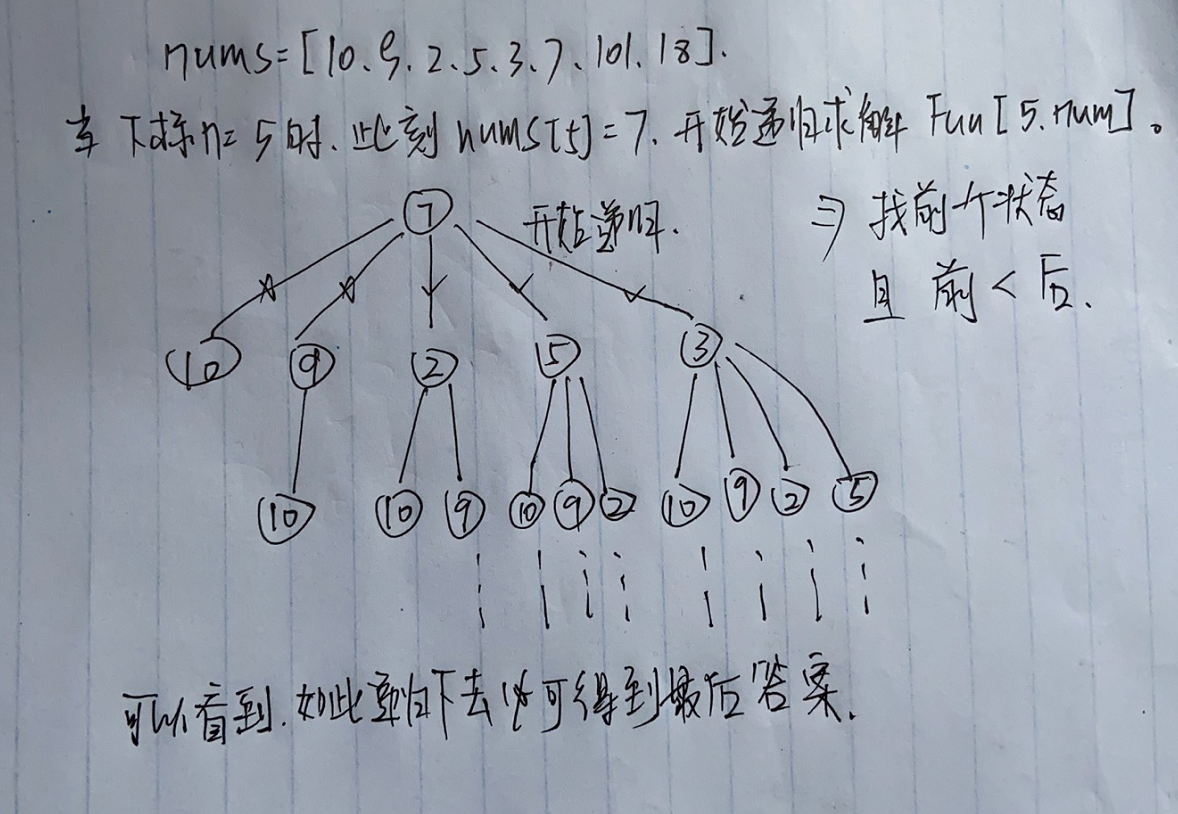 nums=[10、9、2、5、3、7、101、18].
当下标n=5时、此刻nums[5]=7、开始递归求解 Fun[5、num]。
⑦ 开始递归.
⇒ 找前一个状态
且 前<后.
⑩ ⑨ ② ⑤ ③
⑩ ⑩ ⑨ ⑩ ⑨ ② ⑩ ⑨ ② ⑤
可以看到、如此递归下去必可得到最后答案.